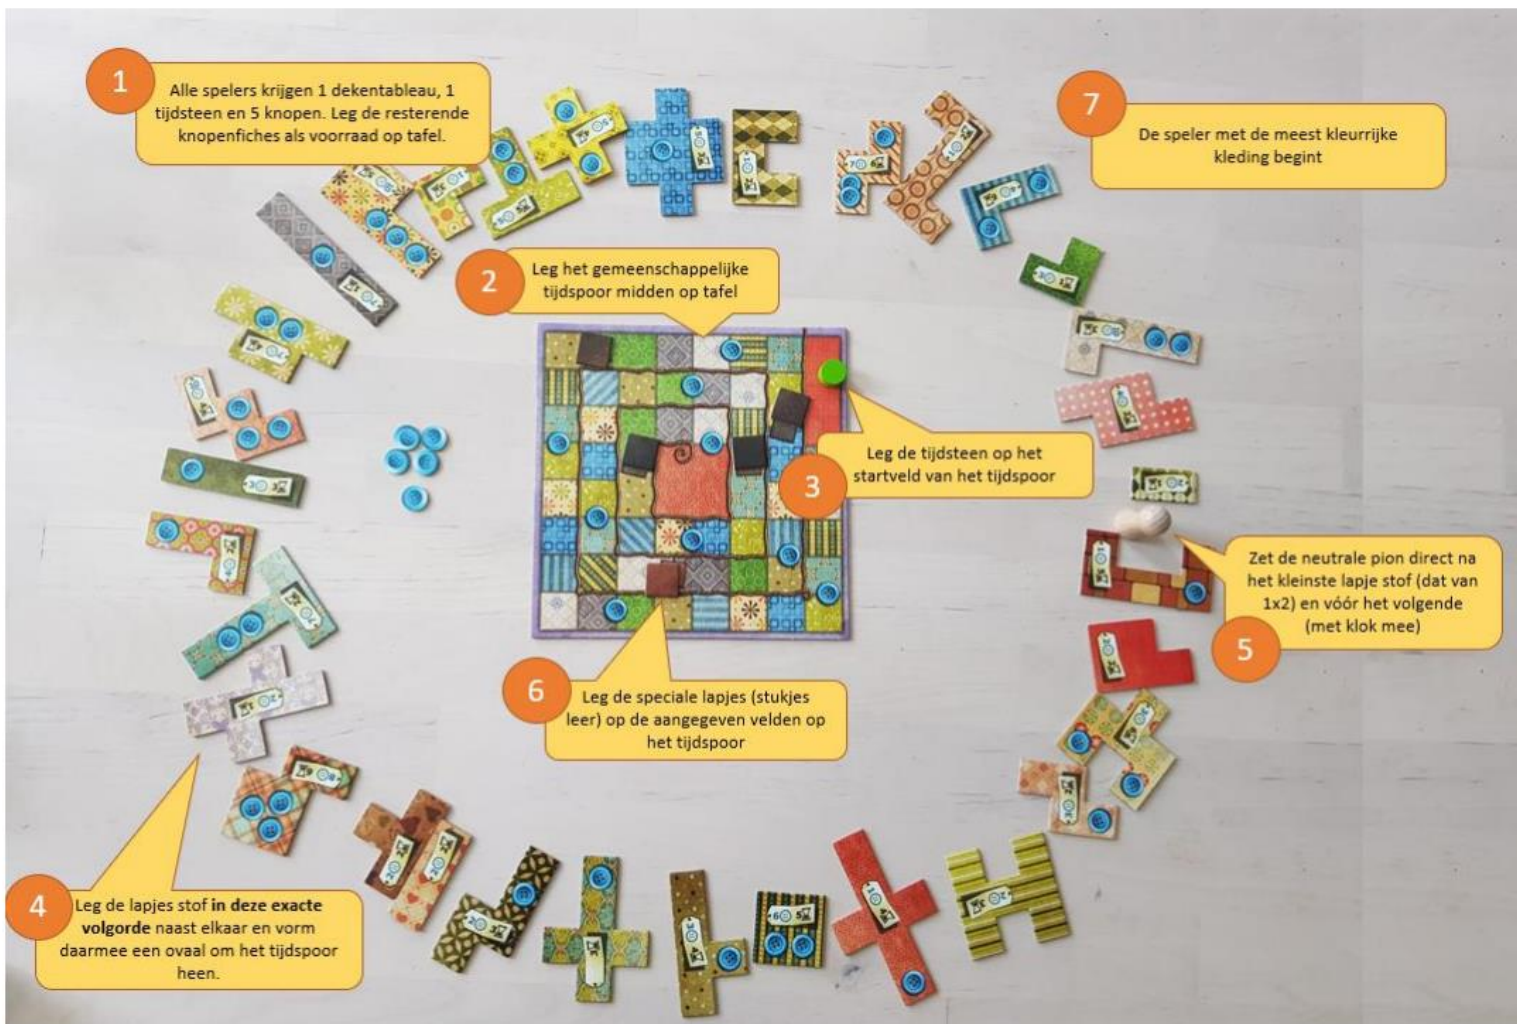 1
Alle spelers krijgen 1 dekentableau, 1
tijdsteen en 5 knopen. Leg de resterende
knopenfiches als voorraad op tafel.
7
De speler met de meest kleurrijke
kleding begint
2
Leg het gemeenschappelijke
tijdspoor midden op tafel
3
Leg de tijdsteen op het
startveld van het tijdspoor
5
Zet de neutrale pion direct na
het kleinste lapje stof (dat van
1x2) en vóór het volgende
(met klok mee)
6
Leg de speciale lapjes (stukjes
leer) op de aangegeven velden op
het tijdspoor
4
Leg de lapjes stof in deze exacte
volgorde naast elkaar en vorm
daarmee een ovaal om het tijdspoor
heen.